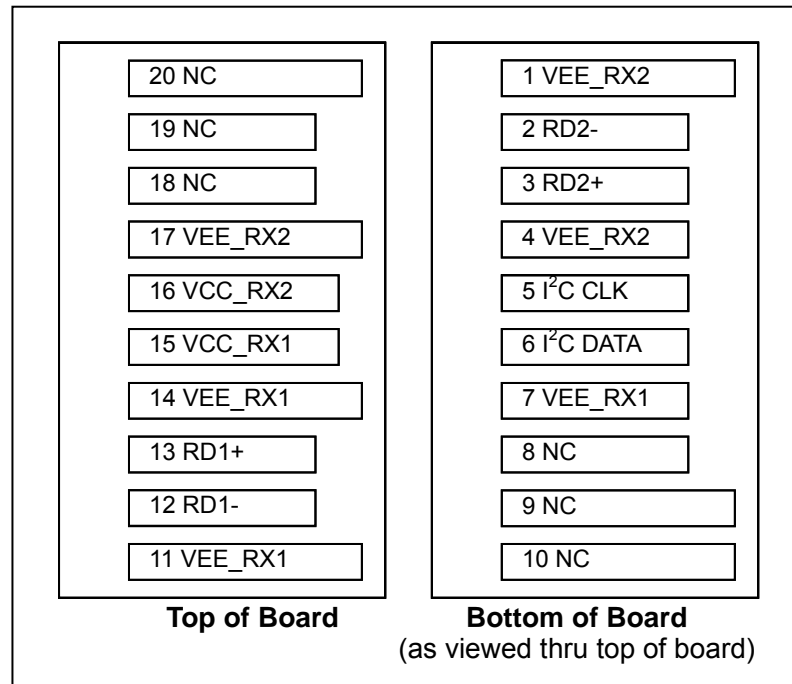 20 NC
19 NC
18 NC
17 VEE_RX2
16 VCC_RX2
15 VCC_RX1
14 VEE_RX1
13 RD1+
12 RD1-
11 VEE_RX1
Top of Board
1 VEE_RX2
2 RD2-
3 RD2+
4 VEE_RX2
5 I²C CLK
6 I²C DATA
7 VEE_RX1
8 NC
9 NC
10 NC
Bottom of Board
(as viewed thru top of board)